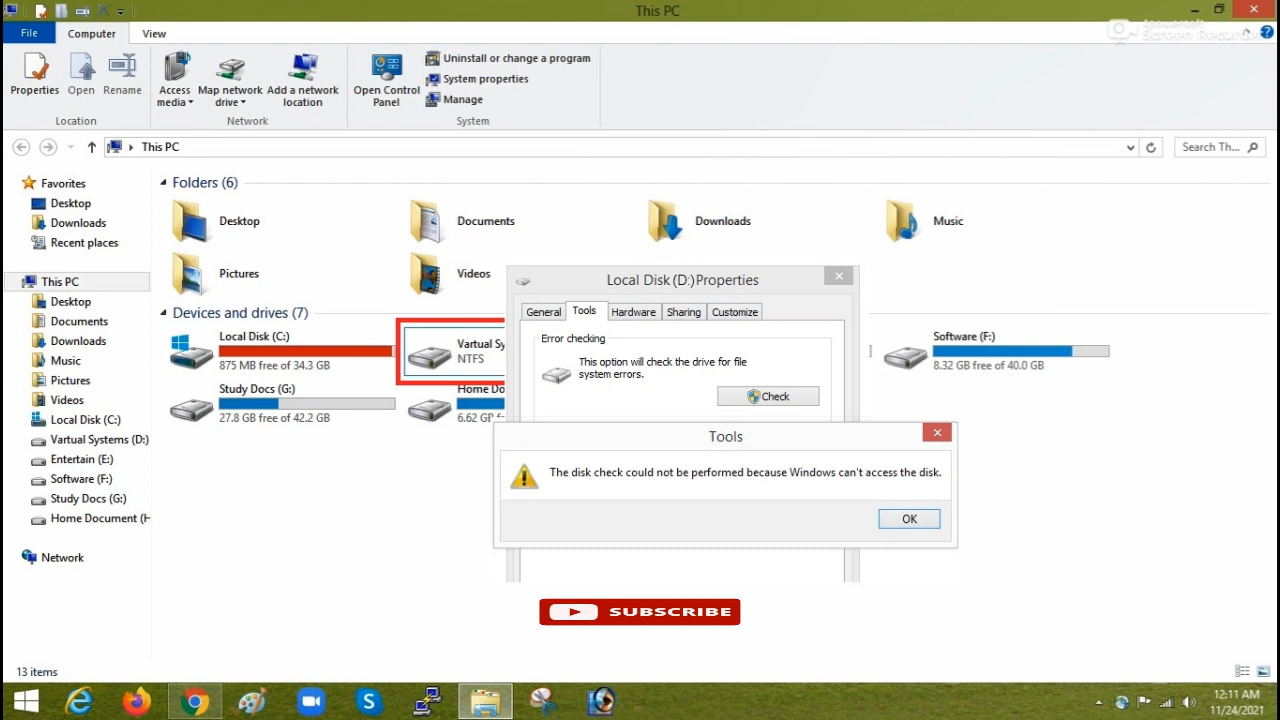 This PC
Apowersoft
Screen Recorder
File
Computer
View
Properties
Open
Rename
Access media
Map network drive
Add a network location
Open Control Panel
Uninstall or change a program
System properties
Manage
Location
Network
System
This PC
Search Th...
Favorites
Desktop
Downloads
Recent places
This PC
Desktop
Documents
Downloads
Music
Pictures
Videos
Local Disk (C:)
Vartual Systems (D:)
Entertain (E:)
Software (F:)
Study Docs (G:)
Home Document (H
Network
Folders (6)
Desktop
Documents
Downloads
Music
Pictures
Videos
Devices and drives (7)
Local Disk (C:)
875 MB free of 34.3 GB
Vartual Sy
NTFS
Software (F:)
8.32 GB free of 40.0 GB
Study Docs (G:)
27.8 GB free of 42.2 GB
Home Do
6.62 GB
Local Disk (D:) Properties
General
Tools
Hardware
Sharing
Customize
Error checking
This option will check the drive for file
system errors.
Check
Tools
The disk check could not be performed because Windows can't access the disk.
OK
SUBSCRIBE
13 items
12:11 AM
11/24/2021